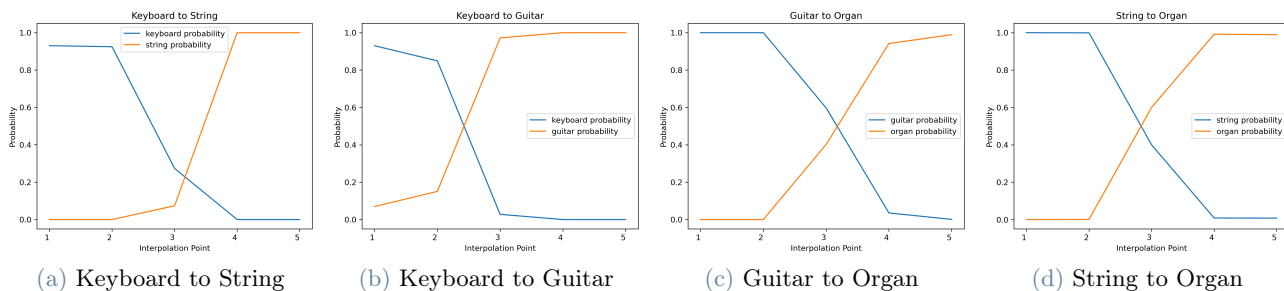 Keyboard to String
1.0
0.8
0.6
0.4
0.2
0.0
Probability
keyboard probability
string probability
1 2 3 4 5
Interpolation Point
(a) Keyboard to String
Keyboard to Guitar
1.0
0.8
0.6
0.4
0.2
0.0
Probability
keyboard probability
guitar probability
1 2 3 4 5
Interpolation Point
(b) Keyboard to Guitar
Guitar to Organ
1.0
0.8
0.6
0.4
0.2
0.0
Probability
guitar probability
organ probability
1 2 3 4 5
Interpolation Point
(c) Guitar to Organ
String to Organ
1.0
0.8
0.6
0.4
0.2
0.0
Probability
string probability
organ probability
1 2 3 4 5
Interpolation Point
(d) String to Organ